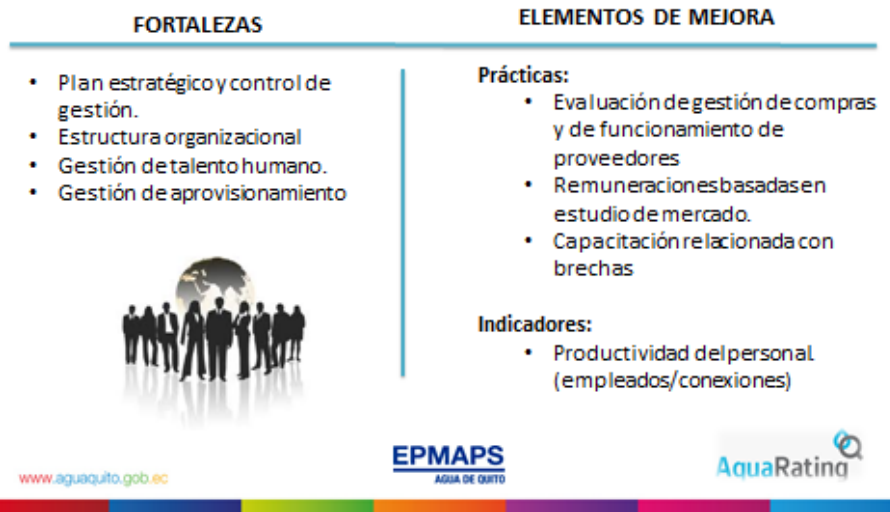 FORTALEZAS
• Plan estratégico y control de
gestión.
• Estructura organizacional
• Gestión de talento humano.
• Gestión de aprovisionamiento
ELEMENTOS DE MEJORA
Prácticas:
• Evaluación de gestión de compras
y de funcionamiento de
proveedores
• Remuneraciones basadas en
estudio de mercado.
• Capacitación relacionada con
brechas
Indicadores:
• Productividad del personal
(empleados/conexiones)
www.aguaquito.gob.ec
EPMAPS
AGUA DE QUITO
AquaRating